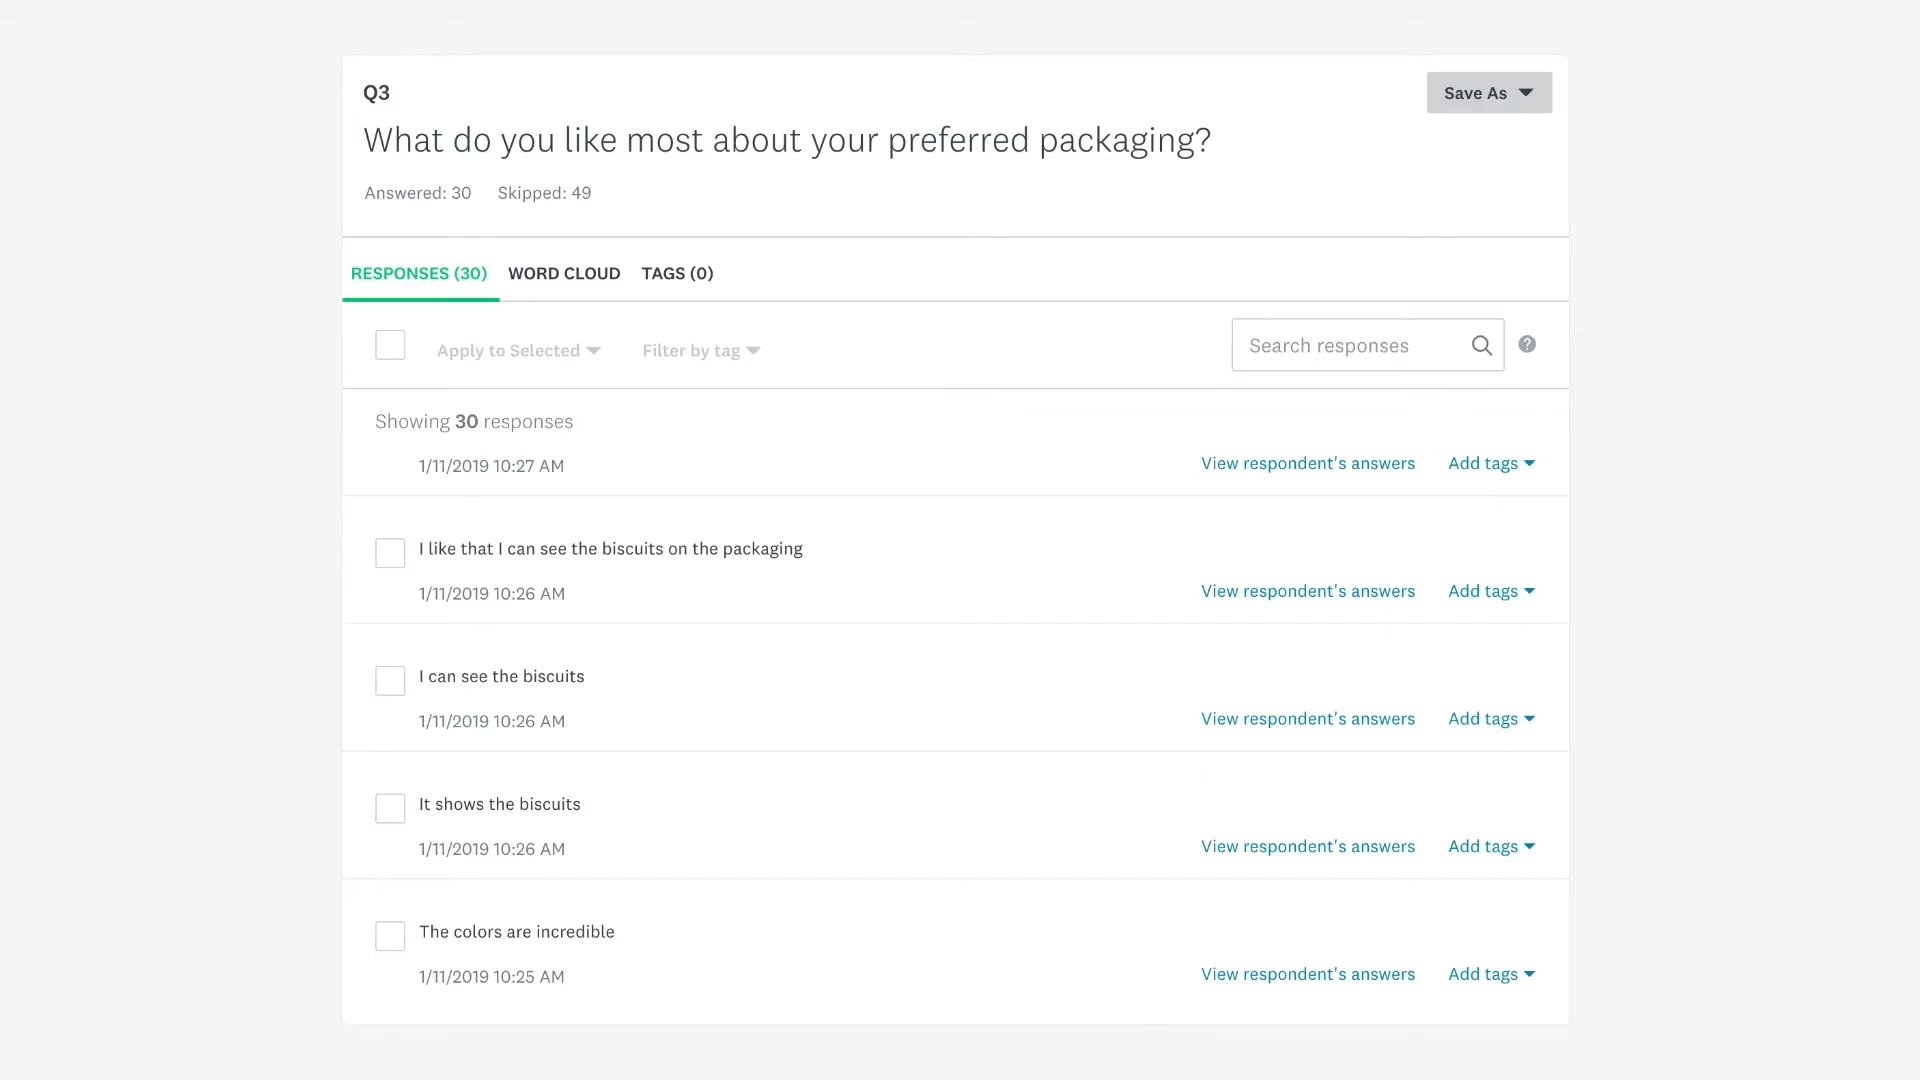 Q3
Save As
What do you like most about your preferred packaging?
Answered: 30 Skipped: 49
RESPONSES (30) WORD CLOUD TAGS (0)
Apply to Selected Filter by tag Search responses ?
Showing 30 responses
1/11/2019 10:27 AM View respondent's answers Add tags
I like that I can see the biscuits on the packaging
1/11/2019 10:26 AM View respondent's answers Add tags
I can see the biscuits
1/11/2019 10:26 AM View respondent's answers Add tags
It shows the biscuits
1/11/2019 10:26 AM View respondent's answers Add tags
The colors are incredible
1/11/2019 10:25 AM View respondent's answers Add tags